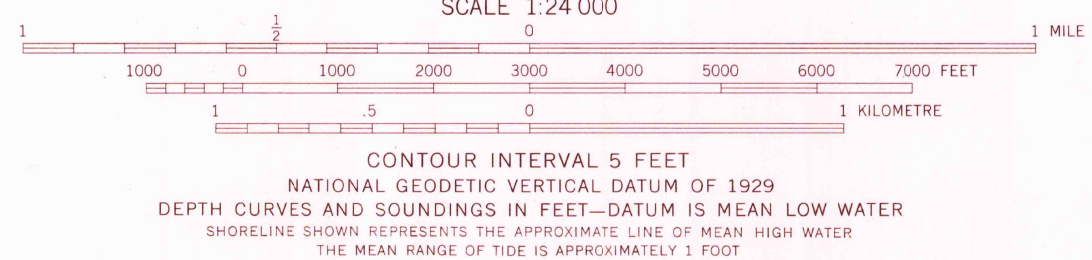 SCALE 1:24 000
1 1/2 0 1 MILE
1000 0 1000 2000 3000 4000 5000 6000 7000 FEET
1 .5 0 1 KILOMETRE
CONTOUR INTERVAL 5 FEET
NATIONAL GEODETIC VERTICAL DATUM OF 1929
DEPTH CURVES AND SOUNDINGS IN FEET—DATUM IS MEAN LOW WATER
SHORELINE SHOWN REPRESENTS THE APPROXIMATE LINE OF MEAN HIGH WATER
THE MEAN RANGE OF TIDE IS APPROXIMATELY 1 FOOT